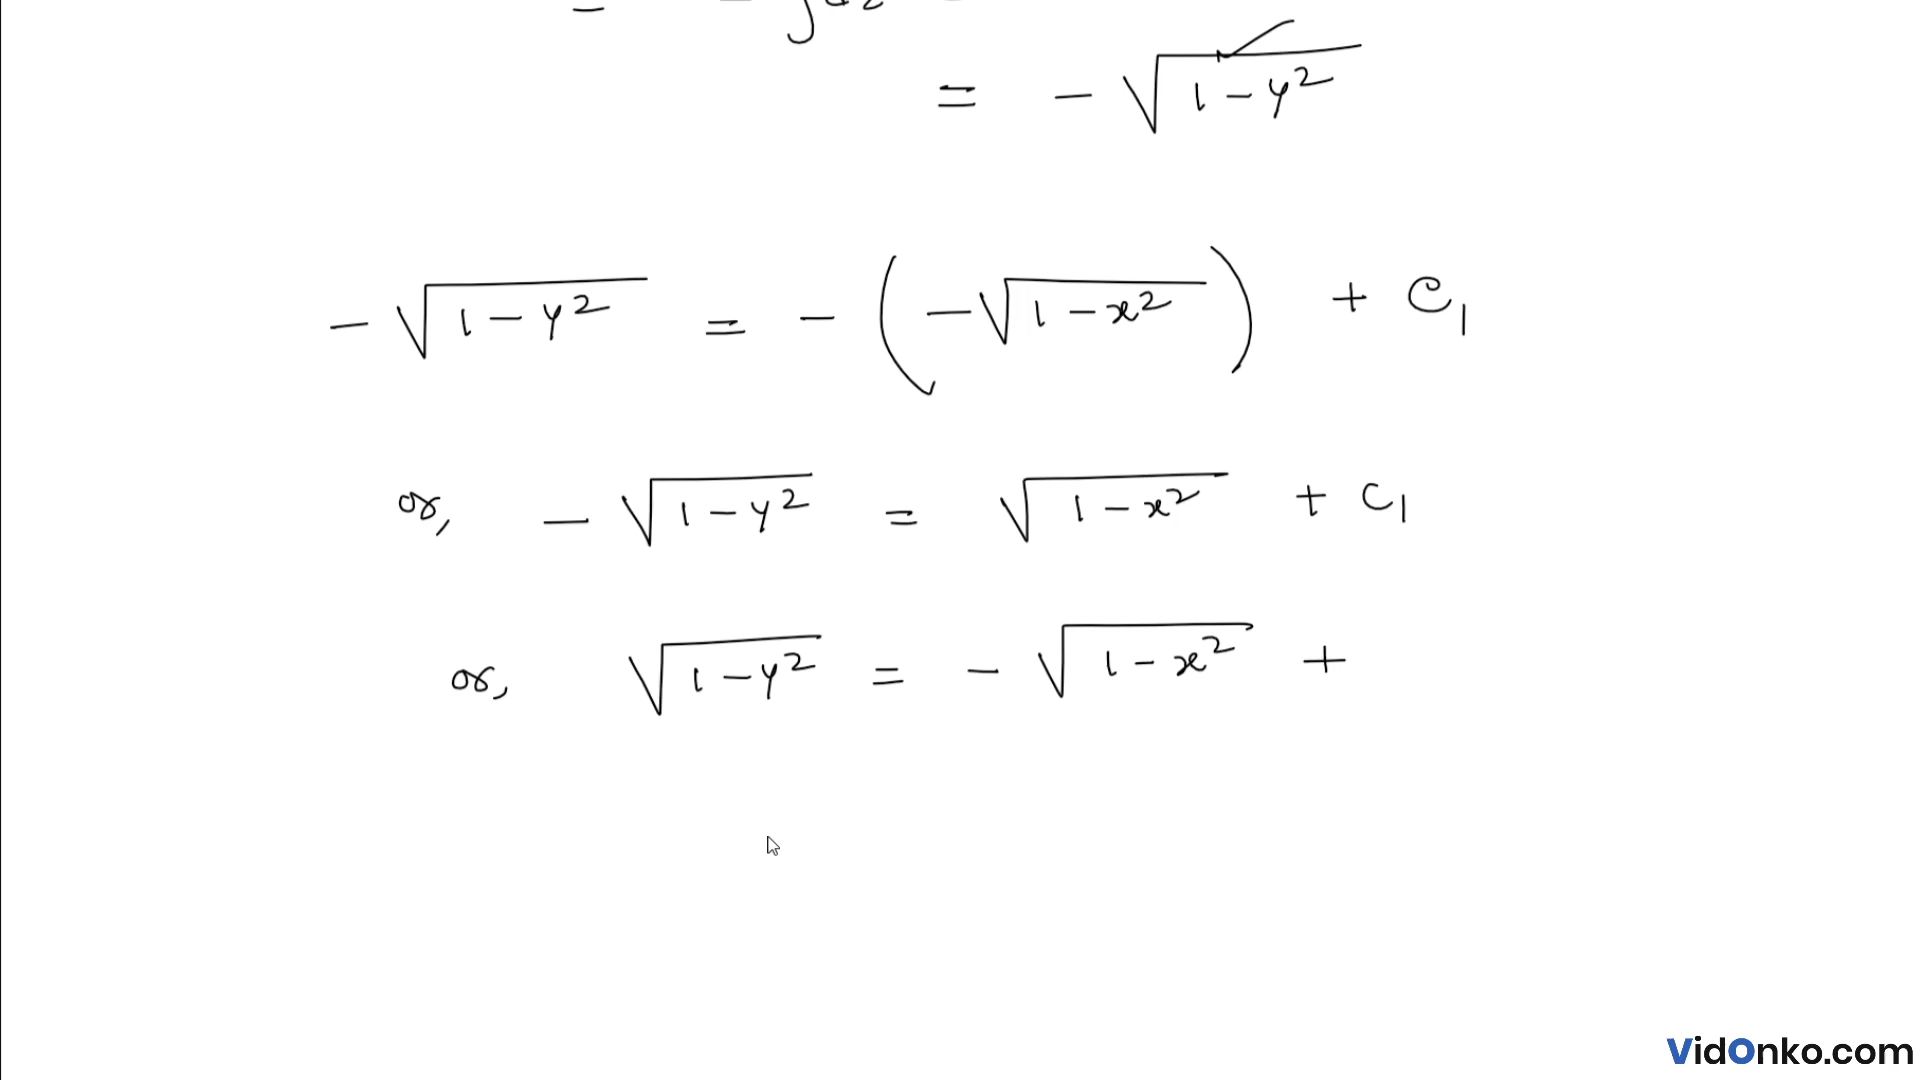 = - √(1-y²)
-√(1-y²) = - (-√(1-x²)) + C₁
or, -√(1-y²) = √(1-x²) + C₁
or, √(1-y²) = - √(1-x²) +
VidOnko.com